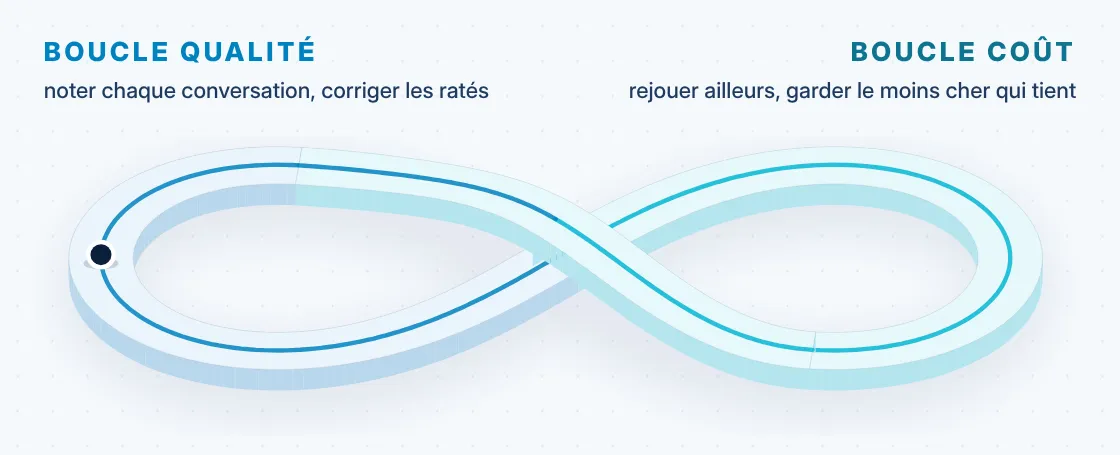 BOUCLE QUALITÉ
noter chaque conversation, corriger les ratés
BOUCLE COÛT
rejouer ailleurs, garder le moins cher qui tient